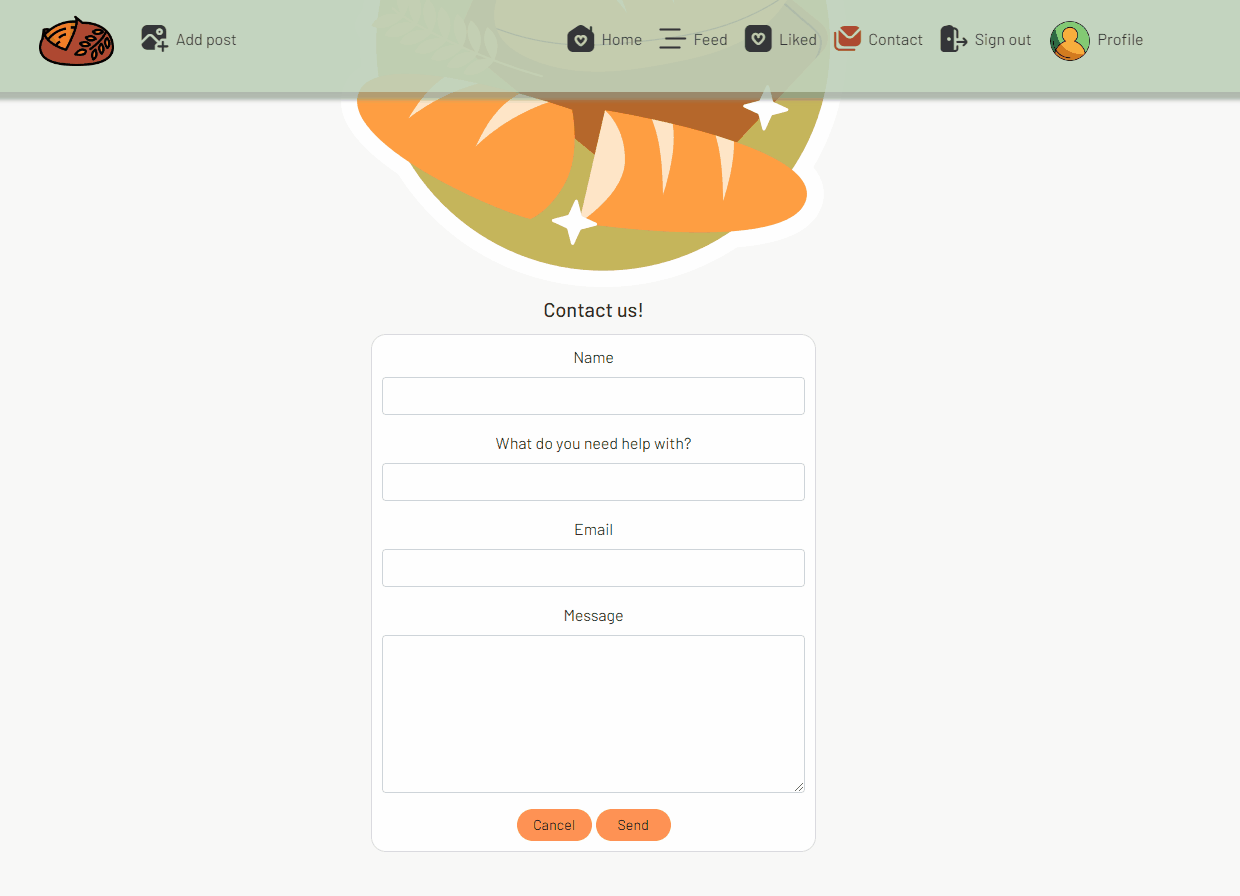 Add post
Home
Feed
Liked
Contact
Sign out
Profile
Contact us!
Name
What do you need help with?
Email
Message
Cancel
Send